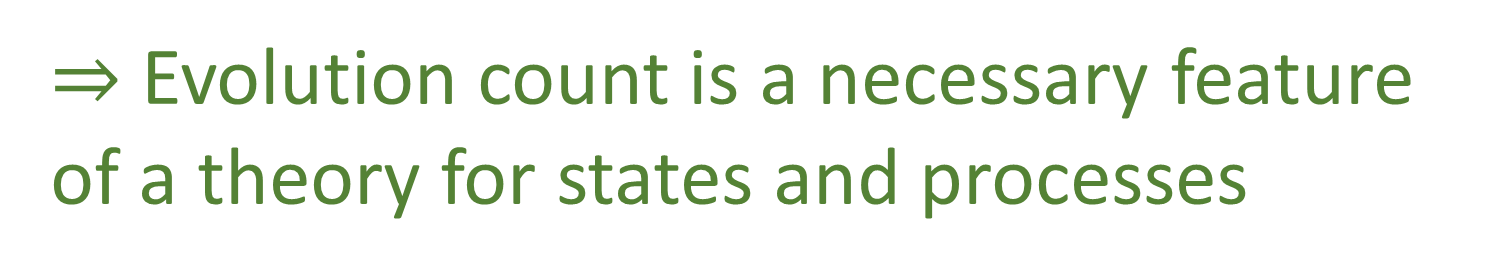 ⇒ Evolution count is a necessary feature
of a theory for states and processes